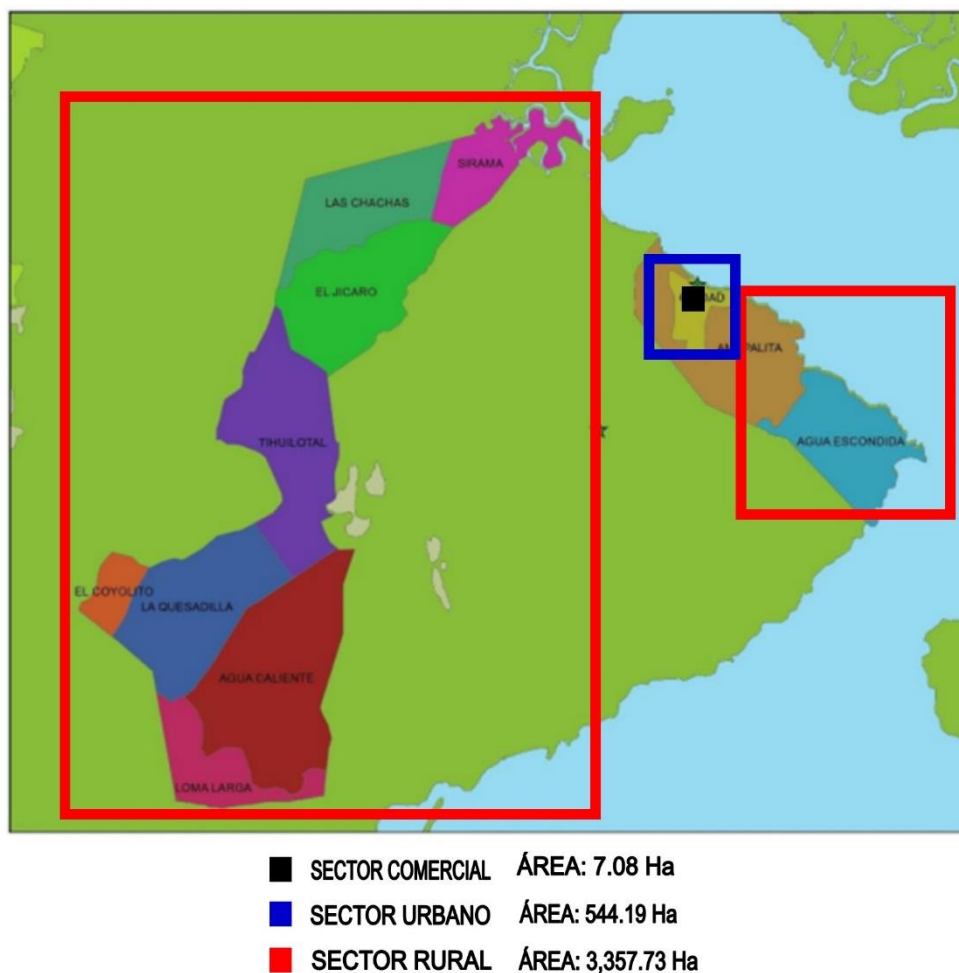 SIRAMA
LAS CHACHAS
EL JICARO
AGUA ESCONDIDA
TIHUILOTAL
EL COYOLITO
LA QUESADILLA
AGUA CALIENTE
LOMA LARGA
SECTOR COMERCIAL ÁREA: 7.08 Ha
SECTOR URBANO ÁREA: 544.19 Ha
SECTOR RURAL ÁREA: 3,357.73 Ha